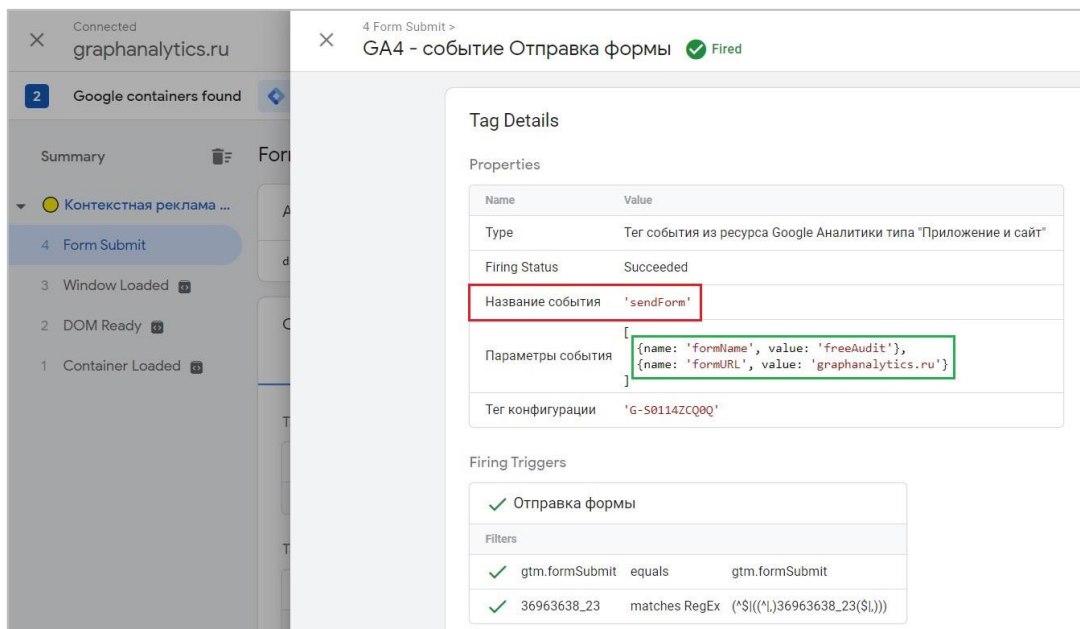 Connected
graphanalytics.ru
2 Google containers found
Summary
Контекстная реклама ...
4 Form Submit
3 Window Loaded
2 DOM Ready
1 Container Loaded
4 Form Submit >
GA4 - событие Отправка формы Fired
Tag Details
Properties
Name Value
Type Тег события из ресурса Google Аналитики типа "Приложение и сайт"
Firing Status Succeeded
Название события 'sendForm'
Параметры события [
{name: 'formName', value: 'freeAudit'},
{name: 'formURL', value: 'graphanalytics.ru'}
]
Тег конфигурации 'G-S0114ZCQ0Q'
Firing Triggers
Отправка формы
Filters
gtm.formSubmit equals gtm.formSubmit
36963638_23 matches RegEx (^$|((^|,)36963638_23($|,)))